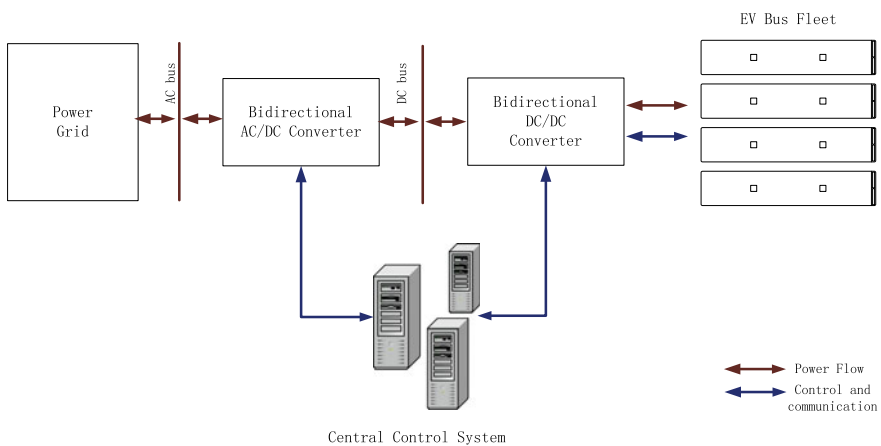 EV Bus Fleet
Power
Grid
AC bus
Bidirectional
AC/DC Converter
DC bus
Bidirectional
DC/DC
Converter
Power Flow
Control and
communication
Central Control System